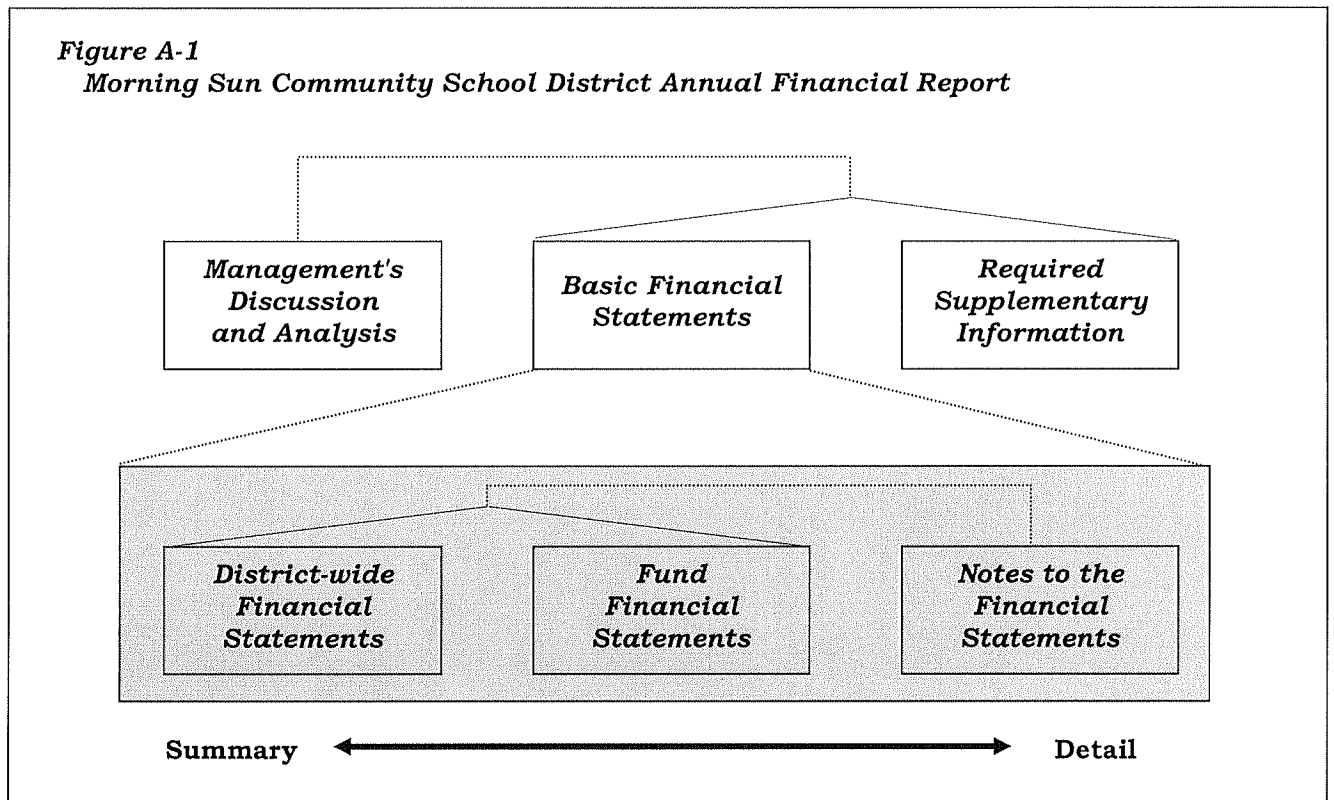 Figure A-1
Morning Sun Community School District Annual Financial Report
Management's
Discussion
and Analysis
Basic Financial
Statements
Required
Supplementary
Information
District-wide
Financial
Statements
Fund
Financial
Statements
Notes to the
Financial
Statements
Summary
Detail